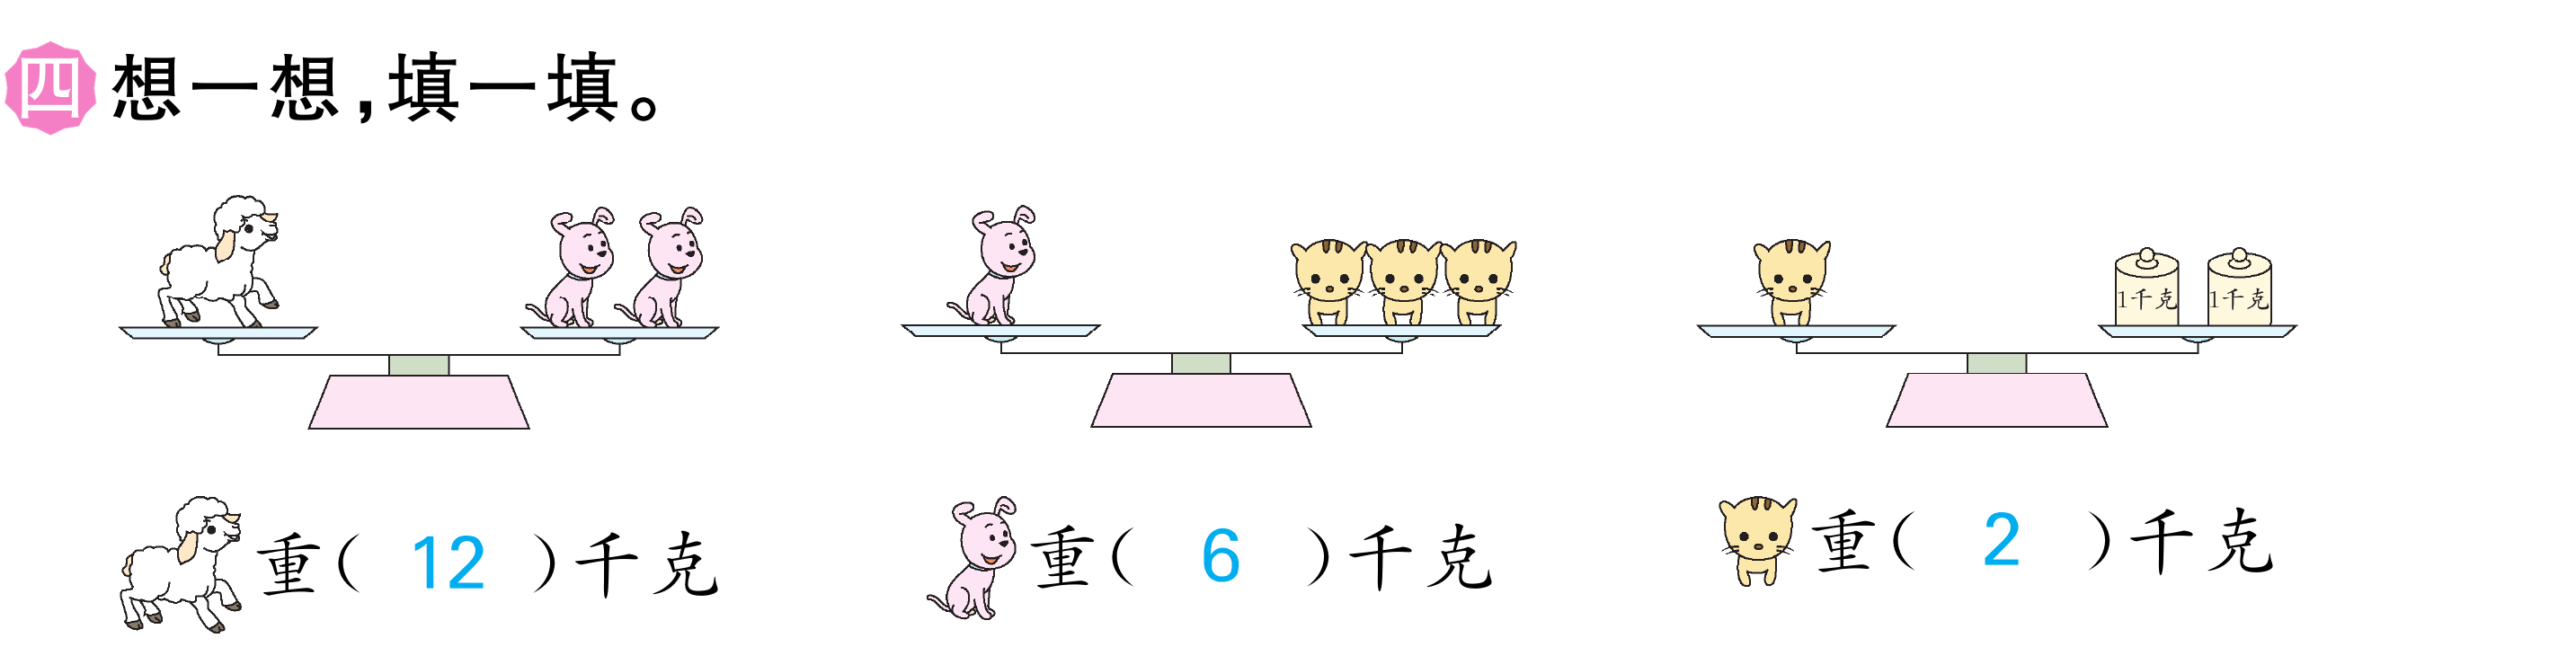 四 想一想,填一填。
1千克 1千克
重( 12 )千克 重( 6 )千克 重( 2 )千克